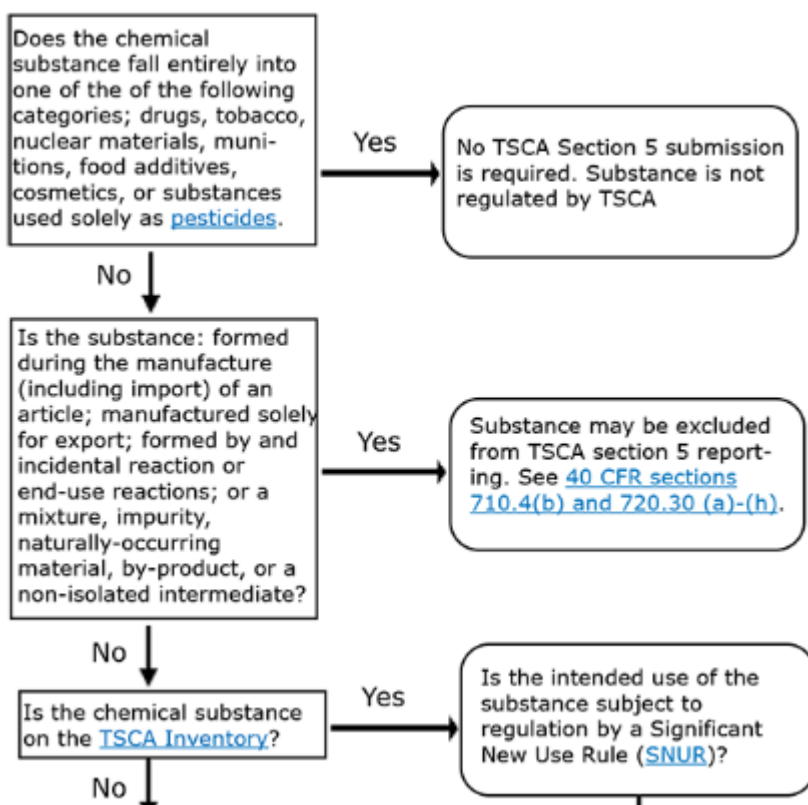 Does the chemical
substance fall entirely into
one of the of the following
categories; drugs, tobacco,
nuclear materials, muni-
tions, food additives,
cosmetics, or substances
used solely as pesticides.
Yes
No TSCA Section 5 submission
is required. Substance is not
regulated by TSCA
No
Is the substance: formed
during the manufacture
(including import) of an
article; manufactured solely
for export; formed by and
incidental reaction or
end-use reactions; or a
mixture, impurity,
naturally-occurring
material, by-product, or a
non-isolated intermediate?
Yes
Substance may be excluded
from TSCA section 5 report-
ing. See 40 CFR sections
710.4(b) and 720.30 (a)-(h).
No
Is the chemical substance
on the TSCA Inventory?
Yes
Is the intended use of the
substance subject to
regulation by a Significant
New Use Rule (SNUR)?
No